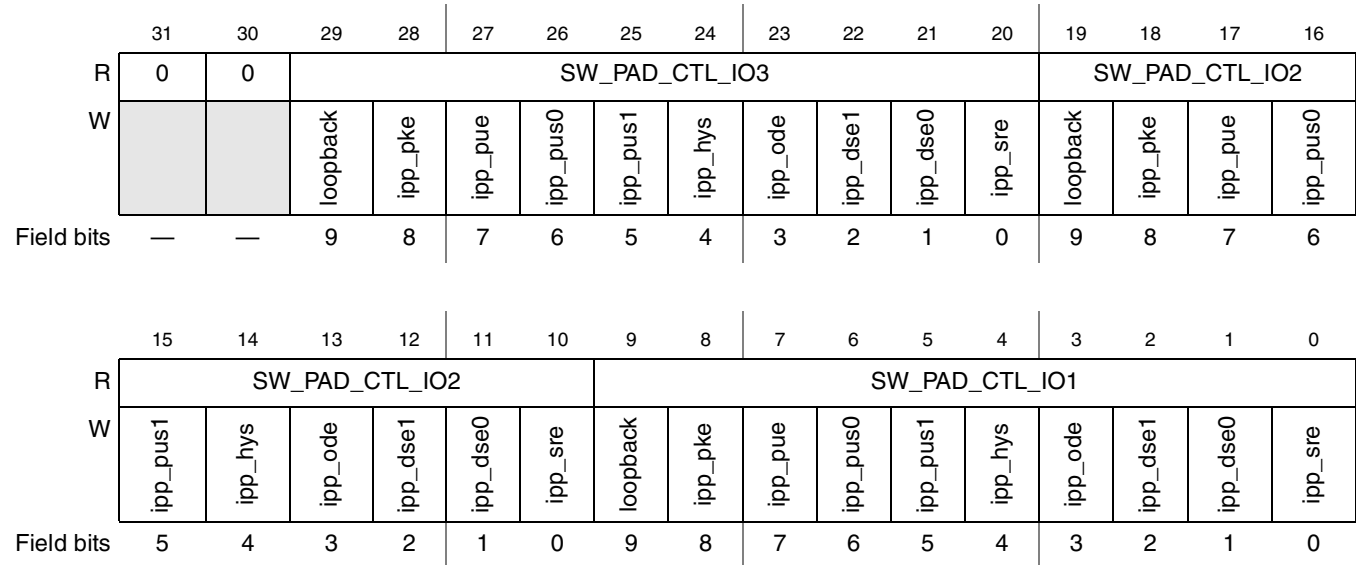 31 30 29 28 27 26 25 24 23 22 21 20 19 18 17 16
R 0 0 SW_PAD_CTL_IO3 SW_PAD_CTL_IO2
W loopback ipp_pke ipp_pue ipp_pus0 ipp_pus1 ipp_hys ipp_ode ipp_dse1 ipp_dse0 ipp_sre loopback ipp_pke ipp_pue ipp_pus0
Field bits — — 9 8 7 6 5 4 3 2 1 0 9 8 7 6
15 14 13 12 11 10 9 8 7 6 5 4 3 2 1 0
R SW_PAD_CTL_IO2 SW_PAD_CTL_IO1
W ipp_pus1 ipp_hys ipp_ode ipp_dse1 ipp_dse0 ipp_sre loopback ipp_pke ipp_pue ipp_pus0 ipp_pus1 ipp_hys ipp_ode ipp_dse1 ipp_dse0 ipp_sre
Field bits 5 4 3 2 1 0 9 8 7 6 5 4 3 2 1 0